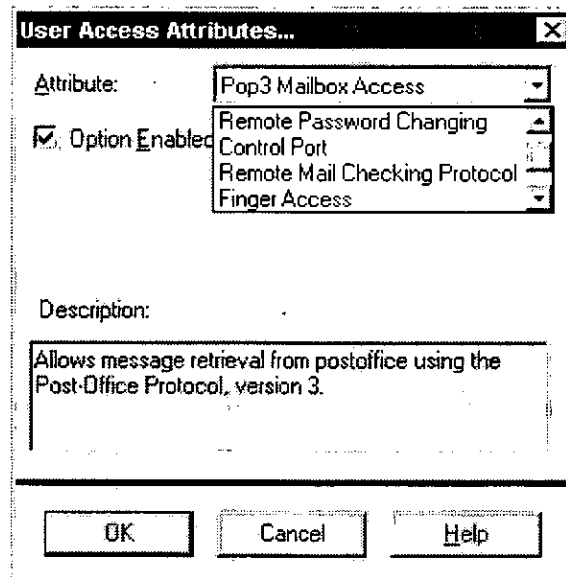 User Access Attributes...
Attribute:
Pop3 Mailbox Access
Option Enabled
Remote Password Changing
Control Port
Remote Mail Checking Protocol
Finger Access
Description:
Allows message retrieval from postoffice using the
Post-Office Protocol, version 3.
OK
Cancel
Help